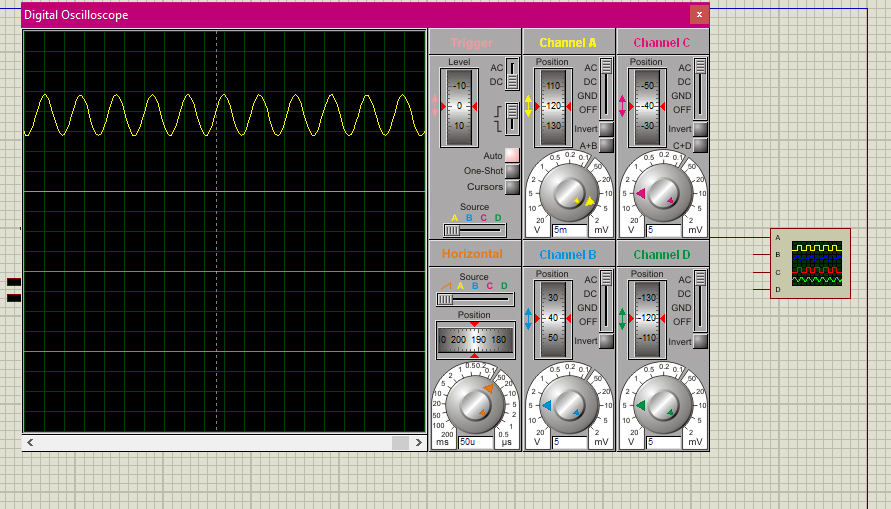 Digital Oscilloscope
x
Trigger
Level
-10
0
10
AC
DC
Auto
One-Shot
Cursors
Source
A B C D
Channel A
Position
110
-120
-130
AC
DC
GND
OFF
Invert
A+B
0.5 0.2 0.1
1
2
5
10
20
50
20
10
5
2
V
5m
mV
Channel C
Position
-50
-40
-30
AC
DC
GND
OFF
Invert
C+D
0.5 0.2 0.1
1
2
5
10
20
50
20
10
5
2
V
5
mV
Horizontal
Source
A B C D
Position
0 200 190 180
0.5 0.2 0.1
1
2
5
10
20
50
100
200
50
20
10
5
2
1
0.5
ms
50u
µs
Channel B
Position
30
40
50
AC
DC
GND
OFF
Invert
0.5 0.2 0.1
1
2
5
10
20
50
20
10
5
2
V
5
mV
Channel D
Position
-130
-120
-110
AC
DC
GND
OFF
Invert
0.5 0.2 0.1
1
2
5
10
20
50
20
10
5
2
V
5
mV
A
B
C
D